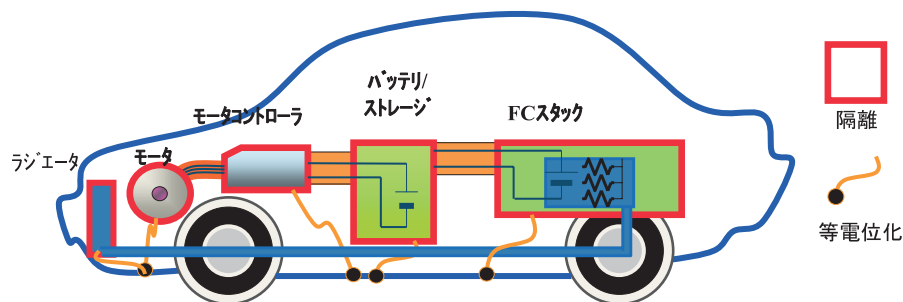 バッテリ/
ストレージ
モータコントローラ
FCスタック
ラジエータ
モータ
隔離
等電位化